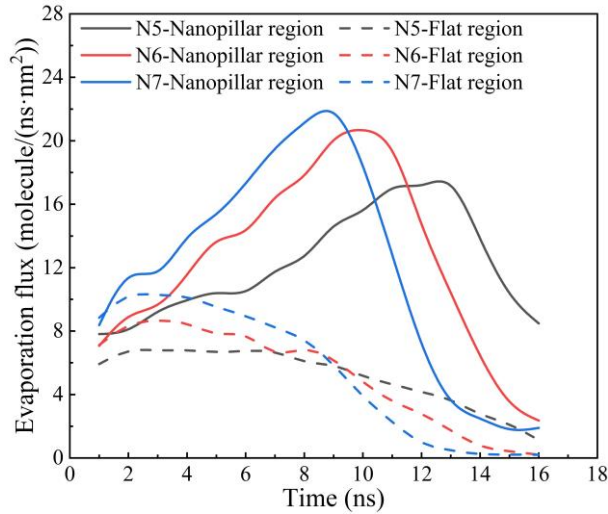 N5-Nanopillar region N5-Flat region
N6-Nanopillar region N6-Flat region
N7-Nanopillar region N7-Flat region
Evaporation flux (molecule/(ns·nm²))
28
24
20
16
12
8
4
0
0 2 4 6 8 10 12 14 16 18
Time (ns)